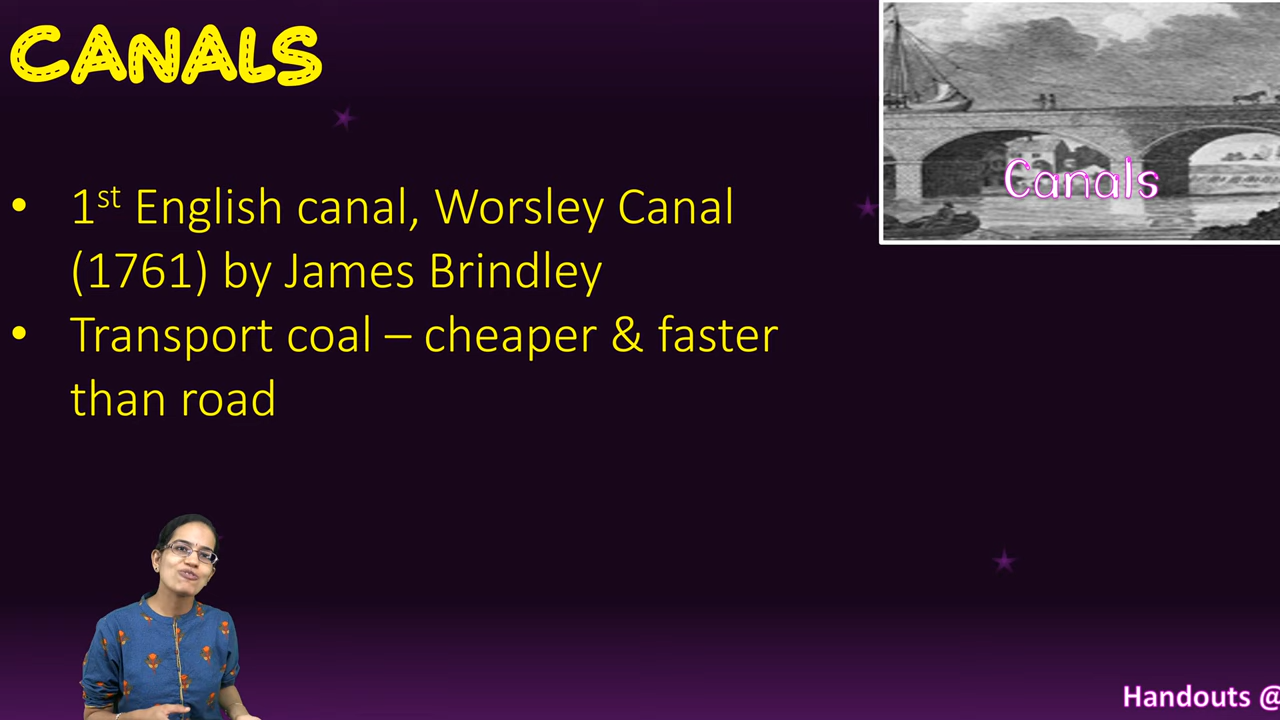 CANALS
• 1st English canal, Worsley Canal
(1761) by James Brindley
• Transport coal – cheaper & faster
than road
Canals
Handouts @